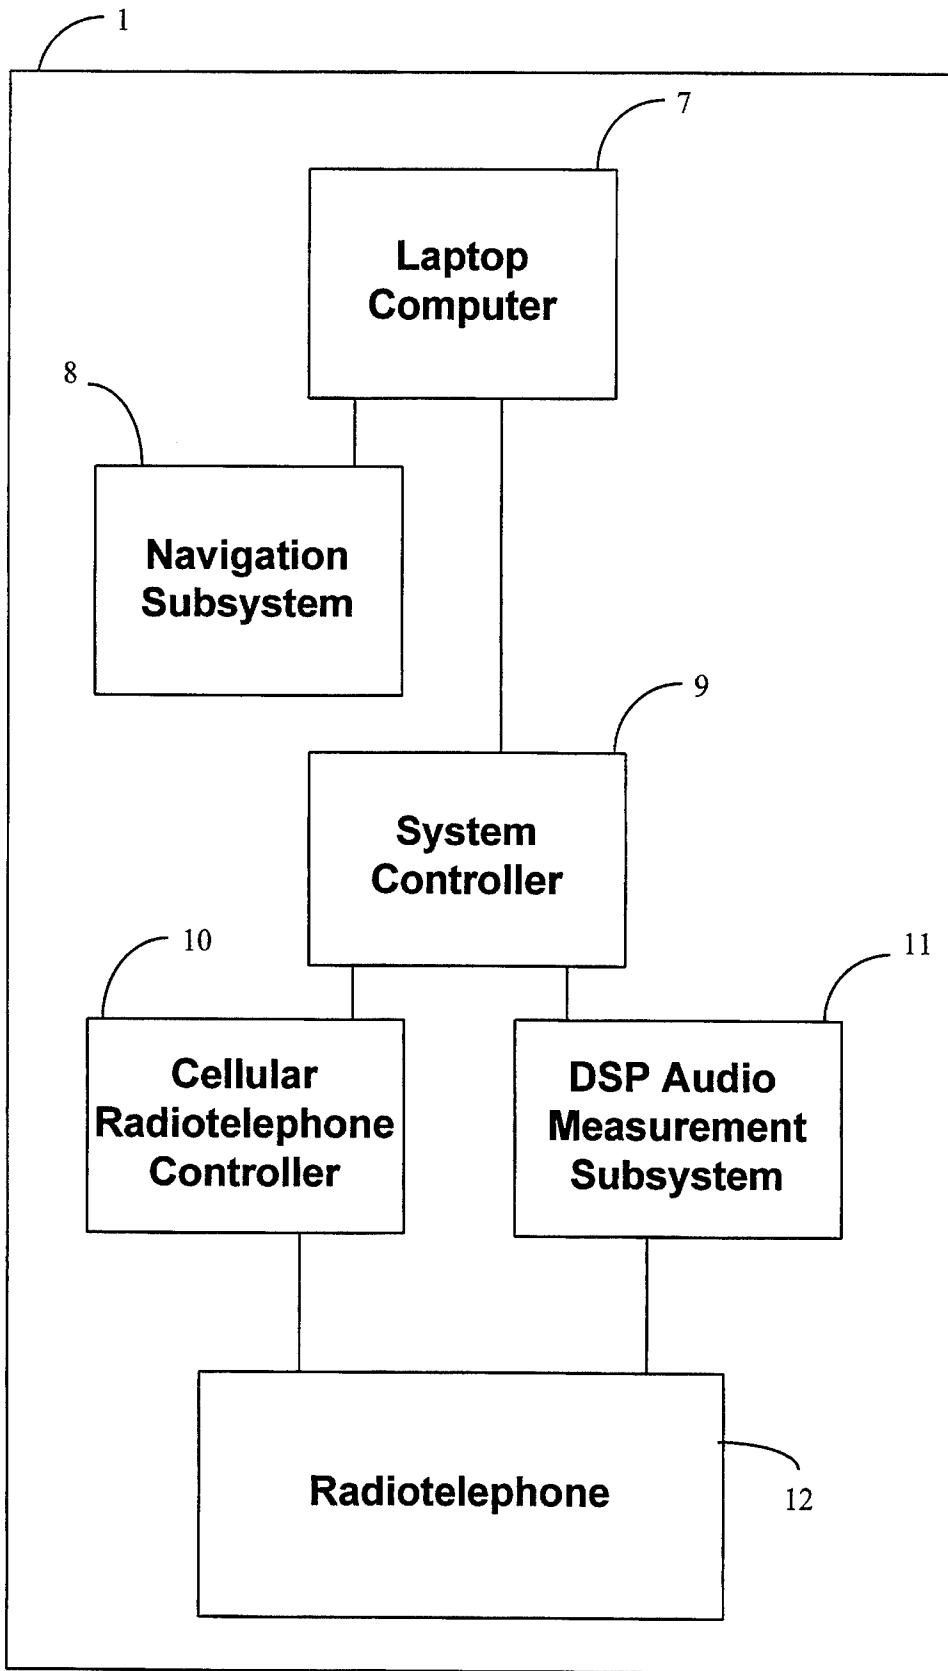 1
7
Laptop
Computer
8
Navigation
Subsystem
9
System
Controller
10
11
Cellular
Radiotelephone
Controller
DSP Audio
Measurement
Subsystem
Radiotelephone
12